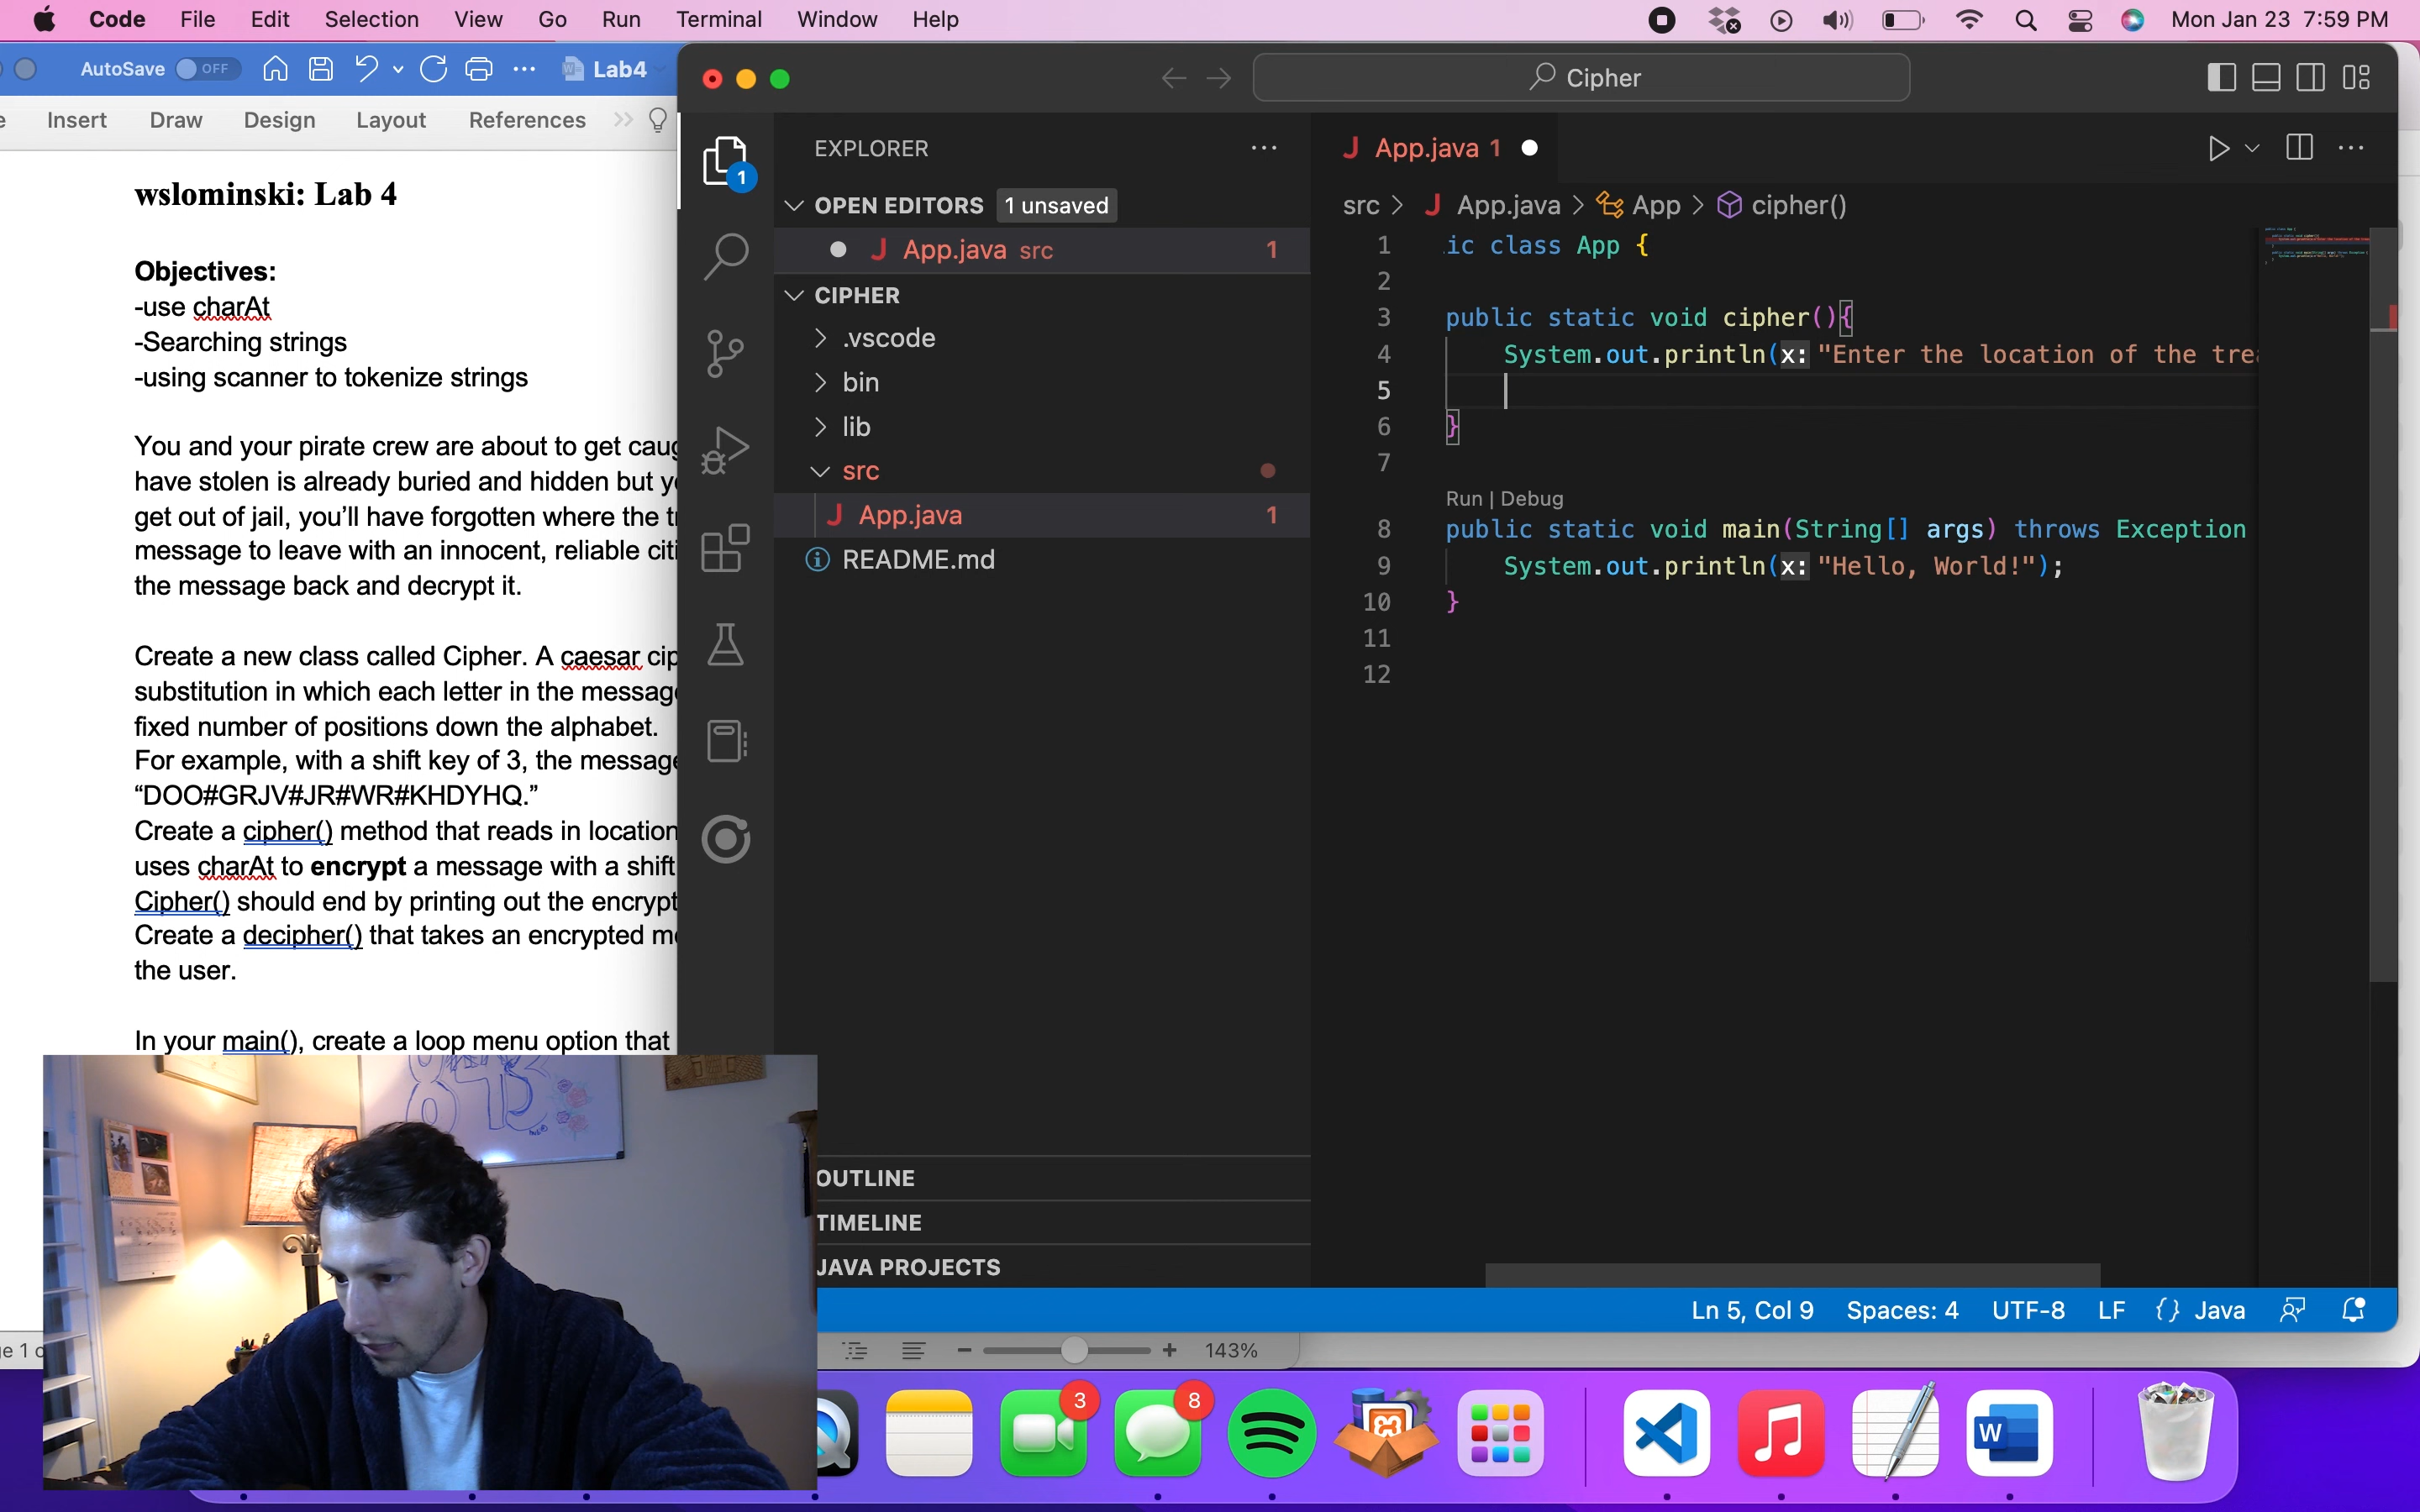 Code File Edit Selection View Go Run Terminal Window Help Mon Jan 23 7:59 PM
AutoSave OFF Lab4
Insert Draw Design Layout References
wslominski: Lab 4
Objectives:
-use charAt
-Searching strings
-using scanner to tokenize strings
You and your pirate crew are about to get
have stolen is already buried and hidden but
get out of jail, you’ll have forgotten where the
message to leave with an innocent, reliable
the message back and decrypt it.
Create a new class called Cipher. A caesar
substitution in which each letter in the
fixed number of positions down the alphabet.
For example, with a shift key of 3, the message
“DOO#GRJV#JR#WR#KHDYHQ.”
Create a cipher() method that reads in location
uses charAt to encrypt a message with a shift
Cipher() should end by printing out the
Create a decipher() that takes an encrypted
the user.
In your main(), create a loop menu option that
Cipher
1
EXPLORER
OPEN EDITORS 1 unsaved
App.java src 1
CIPHER
.vscode
bin
lib
src
App.java 1
README.md
OUTLINE
TIMELINE
JAVA PROJECTS
App.java 1
src > App.java > App > cipher()
1 ic class App {
2
3 public static void cipher(){
4 System.out.println(x: "Enter the location of the
5
6 }
7
Run | Debug
8 public static void main(String[] args) throws Exception
9 System.out.println(x: "Hello, World!");
10 }
11
12
Ln 5, Col 9 Spaces: 4 UTF-8 LF {} Java
143%
843
3
8
W